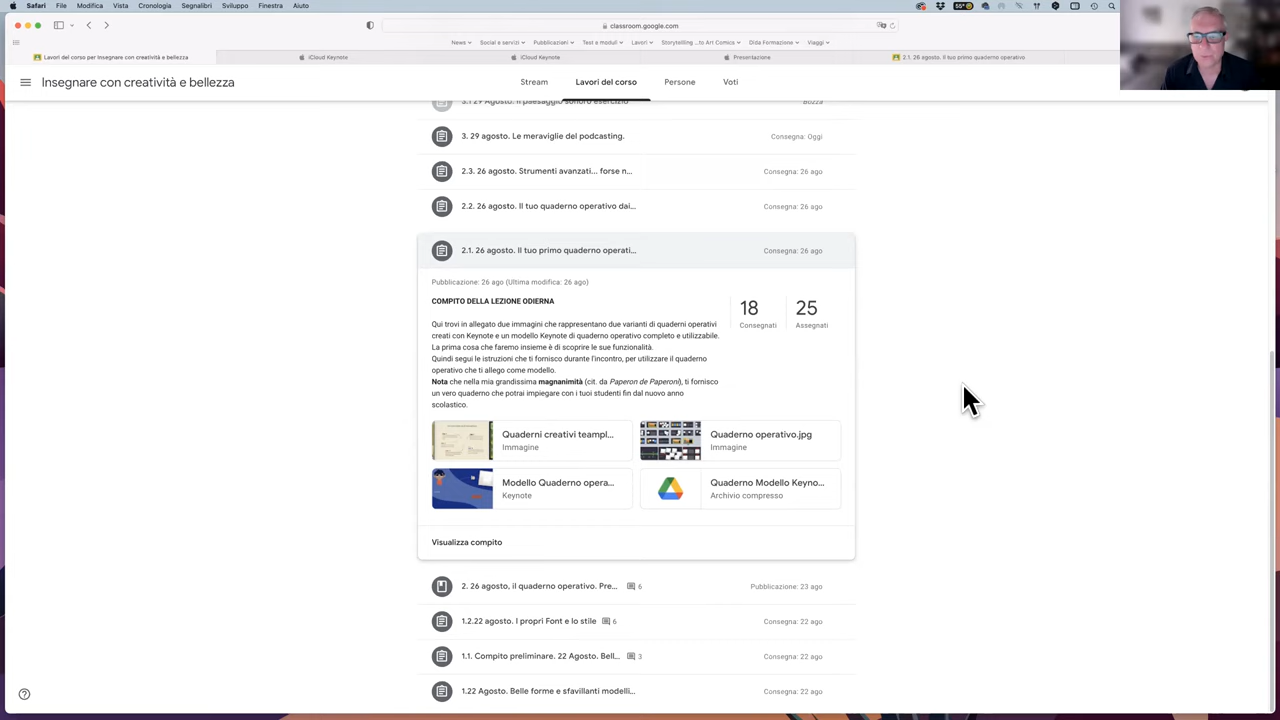 Safari File Modifica Vista Cronologia Segnalibri Sviluppo Finestra Aiuto
55°
classroom.google.com
News Social e servizi Pubblicazioni Test e moduli Lavori Storytelling ...to Art Comics Dida Formazione Viaggi
Lavori del corso per Insegnare con creatività e bellezza
iCloud Keynote
iCloud Keynote
Presentazione
2.1. 26 agosto. Il tuo primo quaderno operativo
Insegnare con creatività e bellezza
Stream
Lavori del corso
Persone
Voti
3.1 29 Agosto. Il paesaggio sonoro esercizio
Bozza
3. 29 agosto. Le meraviglie del podcasting.
Consegna: Oggi
2.3. 26 agosto. Strumenti avanzati... forse n...
Consegna: 26 ago
2.2. 26 agosto. Il tuo quaderno operativo dai...
Consegna: 26 ago
2.1. 26 agosto. Il tuo primo quaderno operati...
Consegna: 26 ago
Pubblicazione: 26 ago (Ultima modifica: 26 ago)
COMPITO DELLA LEZIONE ODIERNA
Qui trovi in allegato due immagini che rappresentano due varianti di quaderni operativi
creati con Keynote e un modello Keynote di quaderno operativo completo e utilizzabile.
La prima cosa che faremo insieme è di scoprire le sue funzionalità.
Quindi segui le istruzioni che ti fornisco durante l'incontro, per utilizzare il quaderno
operativo che ti allego come modello.
Nota che nella mia grandissima magnanimità (cit. da Paperon de Paperoni), ti fornisco
un vero quaderno che potrai impiegare con i tuoi studenti fin dal nuovo anno
scolastico.
18
Consegnati
25
Assegnati
Quaderni creativi teampl...
Immagine
Quaderno operativo.jpg
Immagine
Modello Quaderno opera...
Keynote
Quaderno Modello Keyno...
Archivio compresso
Visualizza compito
2. 26 agosto, il quaderno operativo. Pre...
6
Pubblicazione: 23 ago
1.2.22 agosto. I propri Font e lo stile
6
Consegna: 22 ago
1.1. Compito preliminare. 22 Agosto. Bell...
3
Consegna: 22 ago
1.22 Agosto. Belle forme e sfavillanti modelli...
Consegna: 22 ago